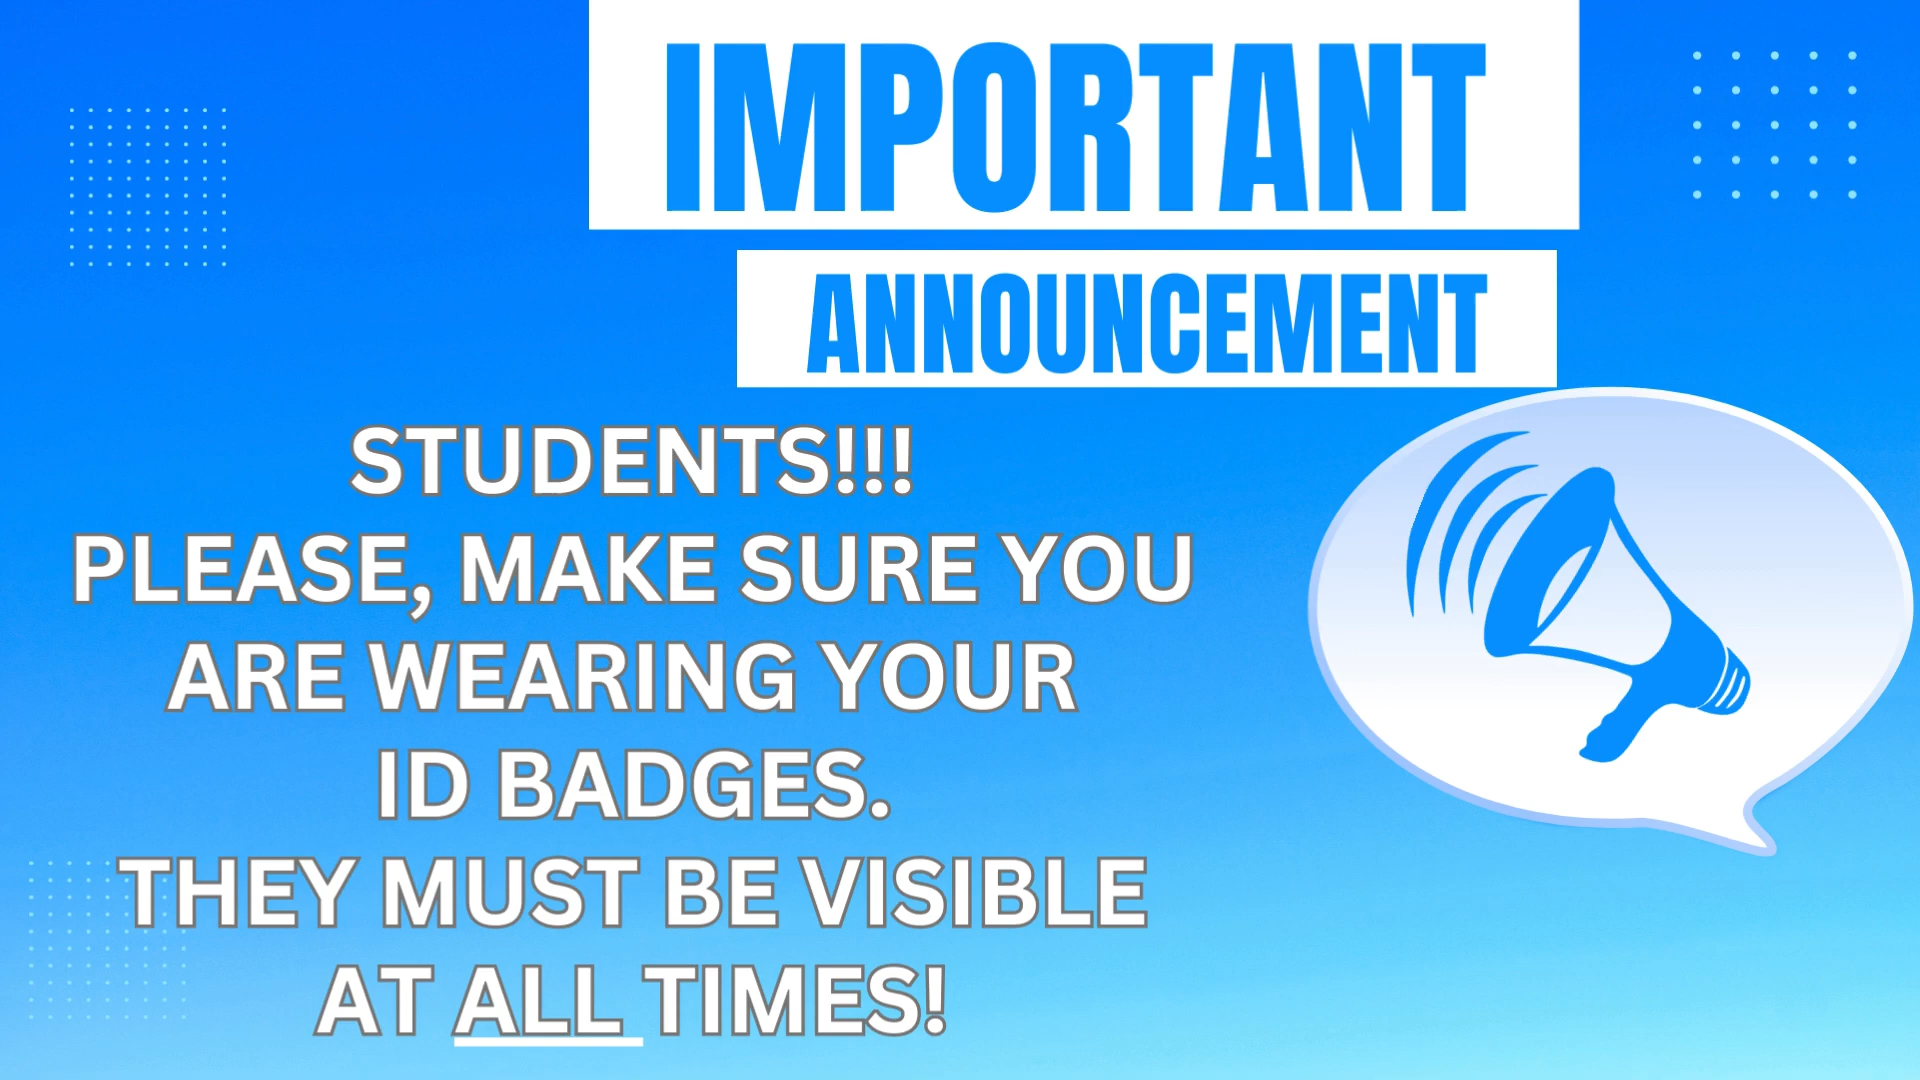 IMPORTANT
ANNOUNCEMENT
STUDENTS!!!
PLEASE, MAKE SURE YOU
ARE WEARING YOUR
ID BADGES.
THEY MUST BE VISIBLE
AT ALL TIMES!